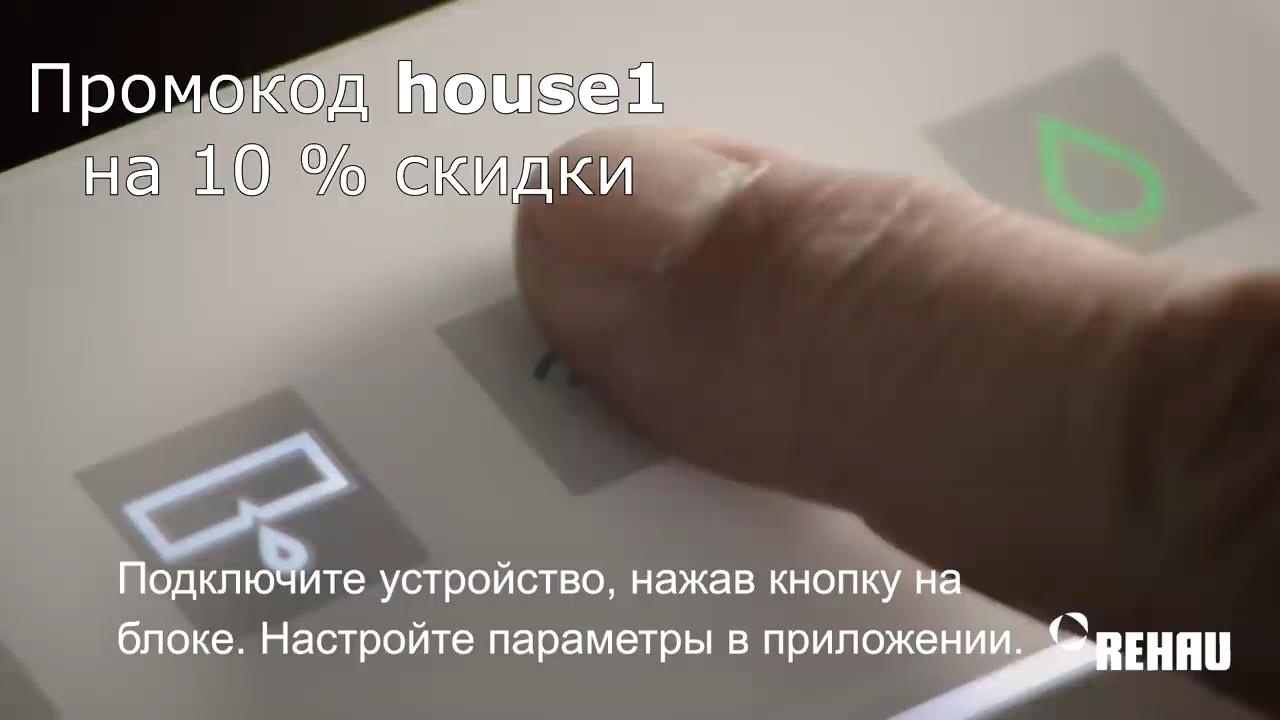 Промокод house1
на 10 % скидки
Подключите устройство, нажав кнопку на
блоке. Настройте параметры в приложении.
REHAU